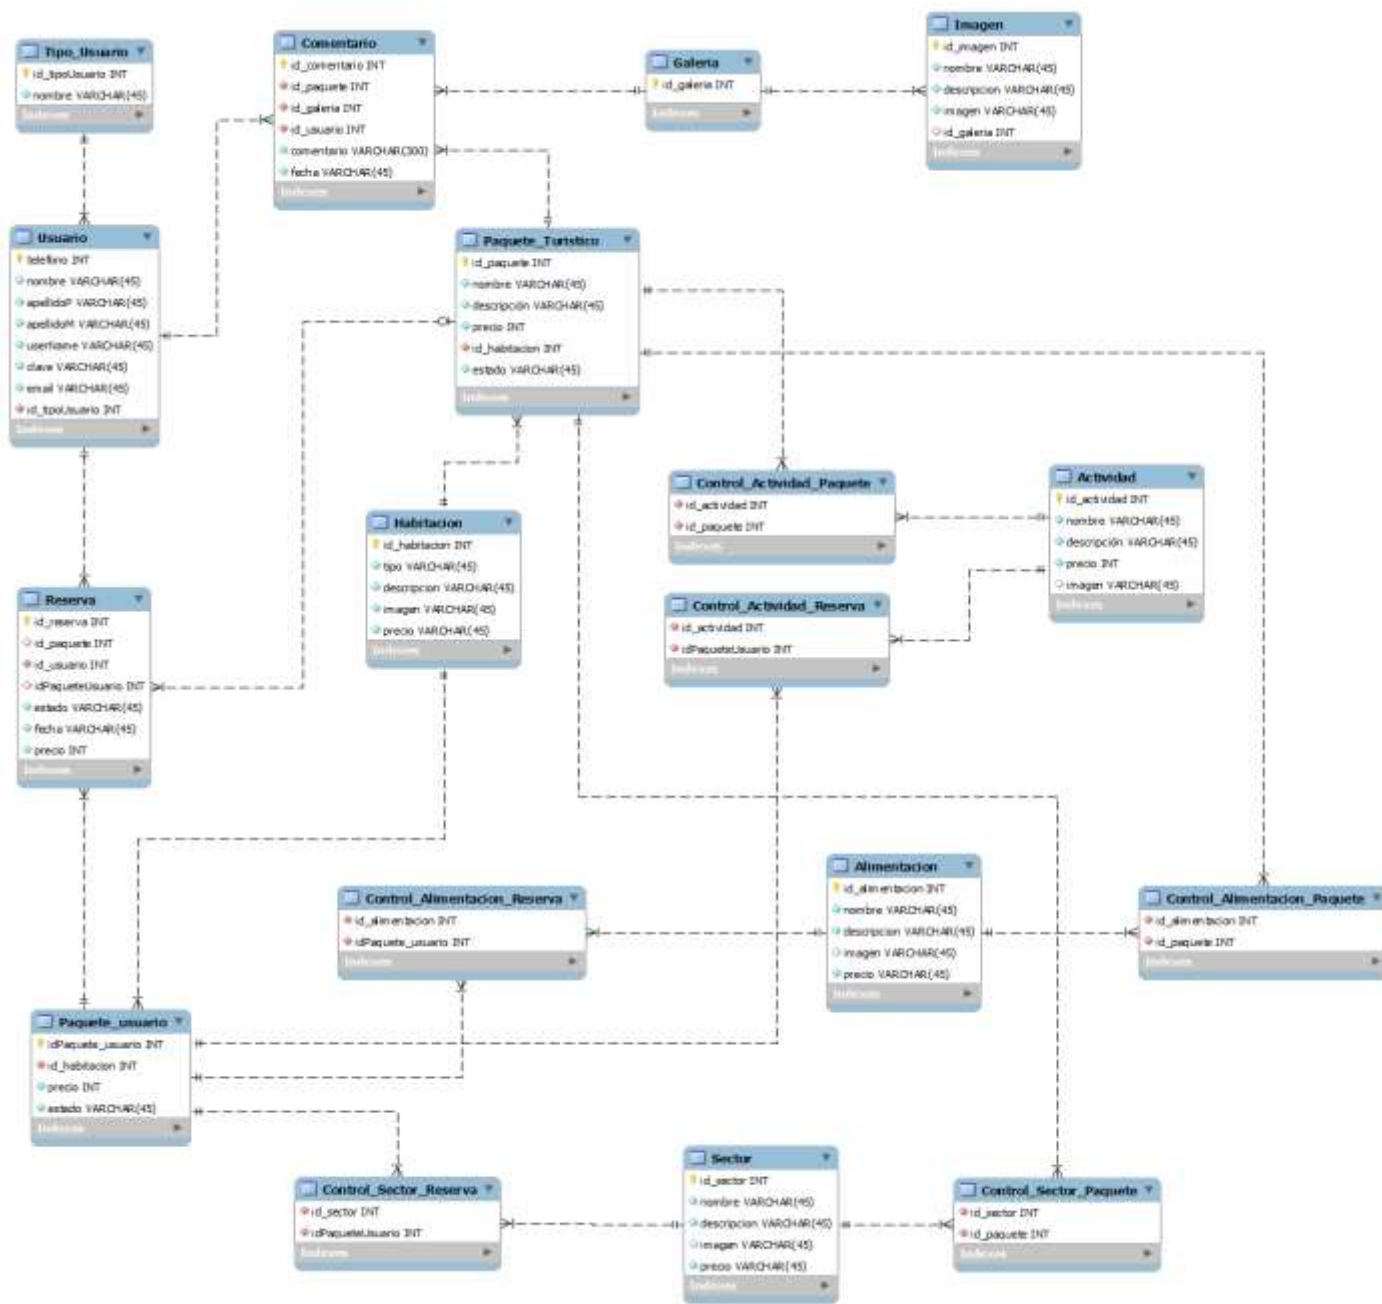 Tipo_Usuario
id_tipoUsuario INT
nombre VARCHAR(45)
Indexes
Comentario
id_comentario INT
id_paquete INT
id_galeria INT
id_usuario INT
comentario VARCHAR(300)
fecha VARCHAR(45)
Indexes
Galeria
id_galeria INT
Indexes
Imagen
id_imagen INT
nombre VARCHAR(45)
descripcion VARCHAR(45)
imagen VARCHAR(45)
id_galeria INT
Indexes
Usuario
telefono INT
nombre VARCHAR(45)
apellidoP VARCHAR(45)
apellidoM VARCHAR(45)
userName VARCHAR(45)
clave VARCHAR(45)
email VARCHAR(45)
id_tipoUsuario INT
Indexes
Paquete_Turistico
id_paquete INT
nombre VARCHAR(45)
descripción VARCHAR(45)
precio INT
id_habitacion INT
estado VARCHAR(45)
Indexes
Control_Actividad_Paquete
id_actividad INT
id_paquete INT
Indexes
Actividad
id_actividad INT
nombre VARCHAR(45)
descripción VARCHAR(45)
precio INT
imagen VARCHAR(45)
Indexes
Habitacion
id_habitacion INT
tipo VARCHAR(45)
descripcion VARCHAR(45)
imagen VARCHAR(45)
precio VARCHAR(45)
Indexes
Reserva
id_reserva INT
id_paquete INT
id_usuario INT
idPaqueteUsuario INT
estado VARCHAR(45)
fecha VARCHAR(45)
precio INT
Indexes
Control_Actividad_Reserva
id_actividad INT
idPaqueteUsuario INT
Indexes
Control_Alimentacion_Reserva
id_alimentacion INT
idPaquete_usuario INT
Indexes
Alimentacion
id_alimentacion INT
nombre VARCHAR(45)
descripcion VARCHAR(45)
imagen VARCHAR(45)
precio VARCHAR(45)
Indexes
Control_Alimentacion_Paquete
id_alimentacion INT
id_paquete INT
Indexes
Paquete_usuario
idPaquete_usuario INT
id_habitacion INT
precio INT
estado VARCHAR(45)
Indexes
Control_Sector_Reserva
id_sector INT
idPaqueteUsuario INT
Indexes
Sector
id_sector INT
nombre VARCHAR(45)
descripcion VARCHAR(45)
imagen VARCHAR(45)
precio VARCHAR(45)
Indexes
Control_Sector_Paquete
id_sector INT
id_paquete INT
Indexes